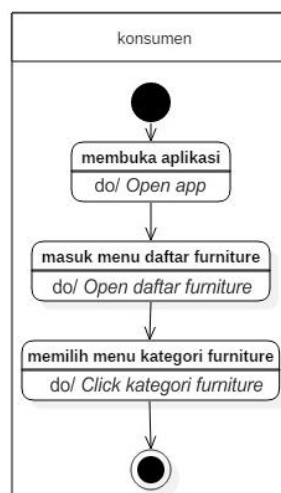 konsumen
membuka aplikasi
do/ Open app
masuk menu daftar furniture
do/ Open daftar furniture
memilih menu kategori furniture
do/ Click kategori furniture